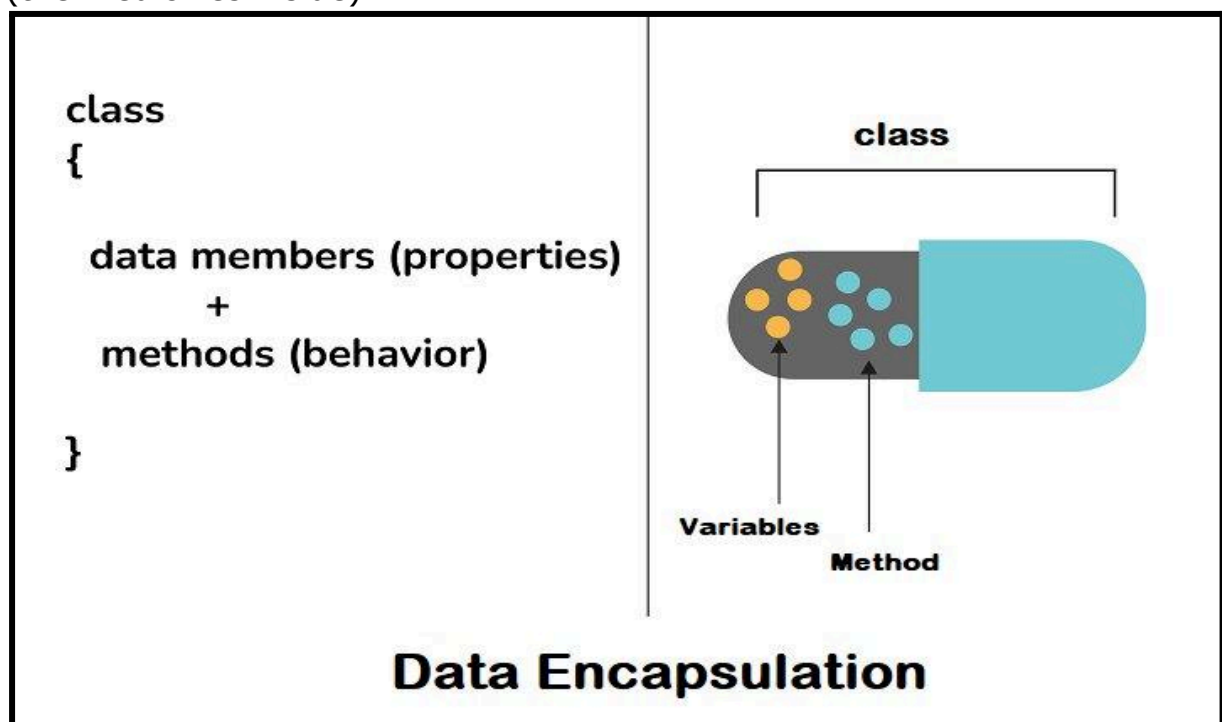 class
{
data members (properties)
+
methods (behavior)
}
class
Variables
Method
Data Encapsulation